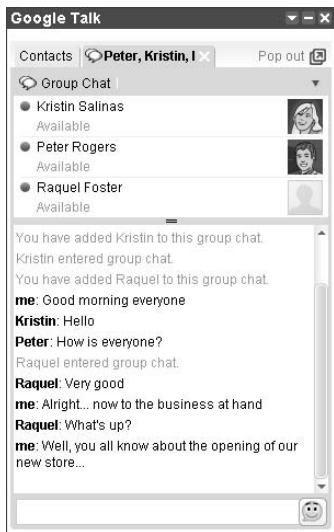 Google Talk
Contacts
Peter, Kristin, I
Pop out
Group Chat
Kristin Salinas
Available
Peter Rogers
Available
Raquel Foster
Available
You have added Kristin to this group chat.
Kristin entered group chat.
You have added Raquel to this group chat.
me: Good morning everyone
Kristin: Hello
Peter: How is everyone?
Raquel entered group chat.
Raquel: Very good
me: Alright... now to the business at hand
Raquel: What's up?
me: Well, you all know about the opening of our
new store...